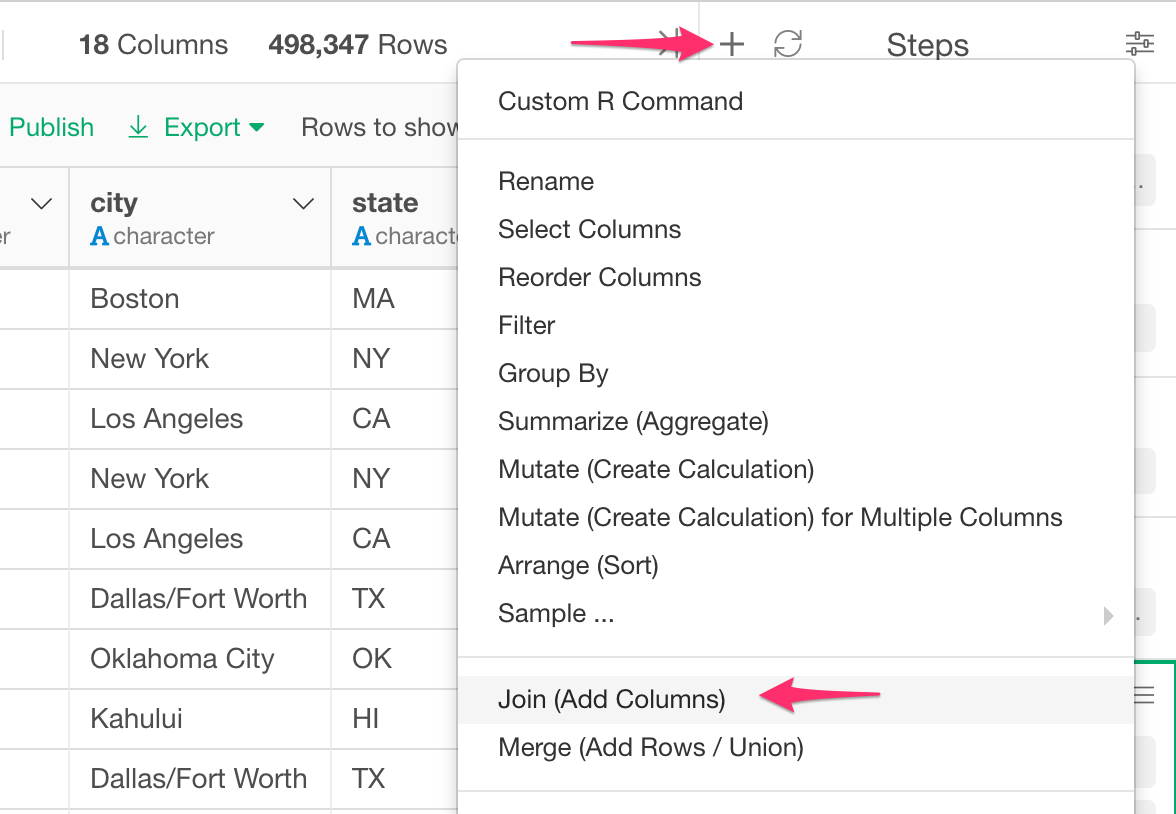 18 Columns 498,347 Rows Steps
Publish Export Rows to show
city state
A character A charact
Boston MA
New York NY
Los Angeles CA
New York NY
Los Angeles CA
Dallas/Fort Worth TX
Oklahoma City OK
Kahului HI
Dallas/Fort Worth TX
Custom R Command
Rename
Select Columns
Reorder Columns
Filter
Group By
Summarize (Aggregate)
Mutate (Create Calculation)
Mutate (Create Calculation) for Multiple Columns
Arrange (Sort)
Sample ...
Join (Add Columns)
Merge (Add Rows / Union)